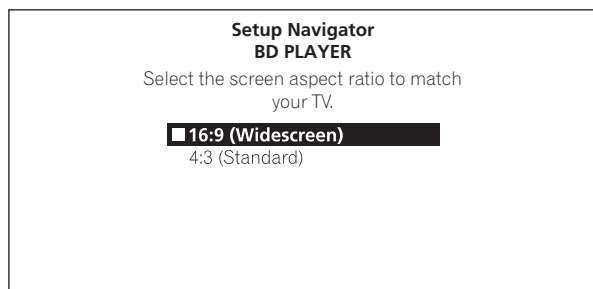 Setup Navigator
BD PLAYER
Select the screen aspect ratio to match
your TV.
16:9 (Widescreen)
4:3 (Standard)